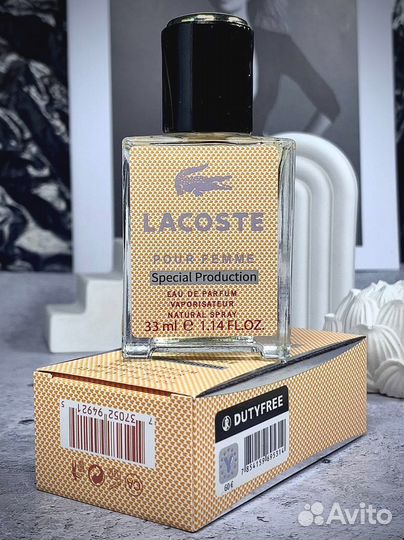 LACOSTE
POUR FEMME
Special Production
EAU DE PARFUM
VAPORISATEUR
NATURAL SPRAY
33 ml e 1.14 FL.OZ.
DUTYFREE
60 €
Avito